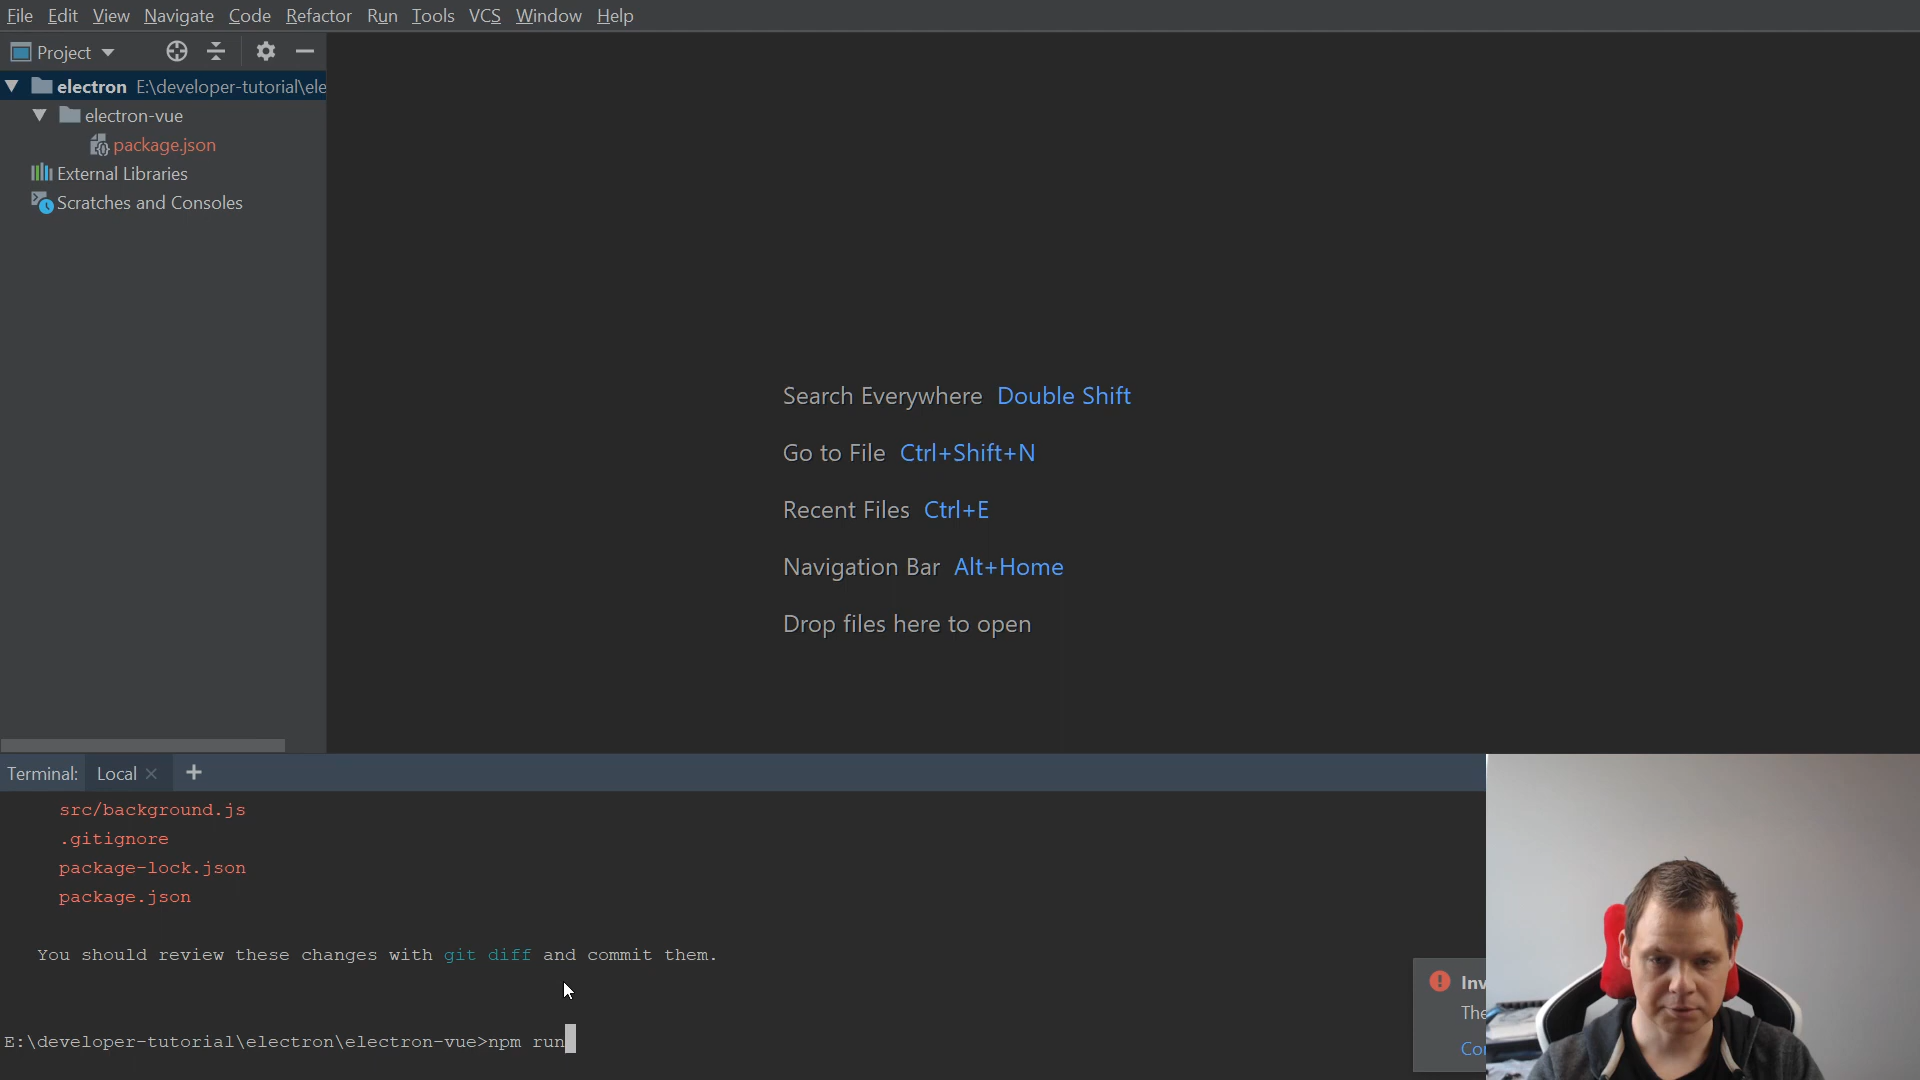 File Edit View Navigate Code Refactor Run Tools VCS Window Help
Project
electron E:\developer-tutorial\ele
electron-vue
package.json
External Libraries
Scratches and Consoles
Search Everywhere Double Shift
Go to File Ctrl+Shift+N
Recent Files Ctrl+E
Navigation Bar Alt+Home
Drop files here to open
Terminal: Local
src/background.js
.gitignore
package-lock.json
package.json
You should review these changes with git diff and commit them.
Inv
The
Co
E:\developer-tutorial\electron\electron-vue>npm run